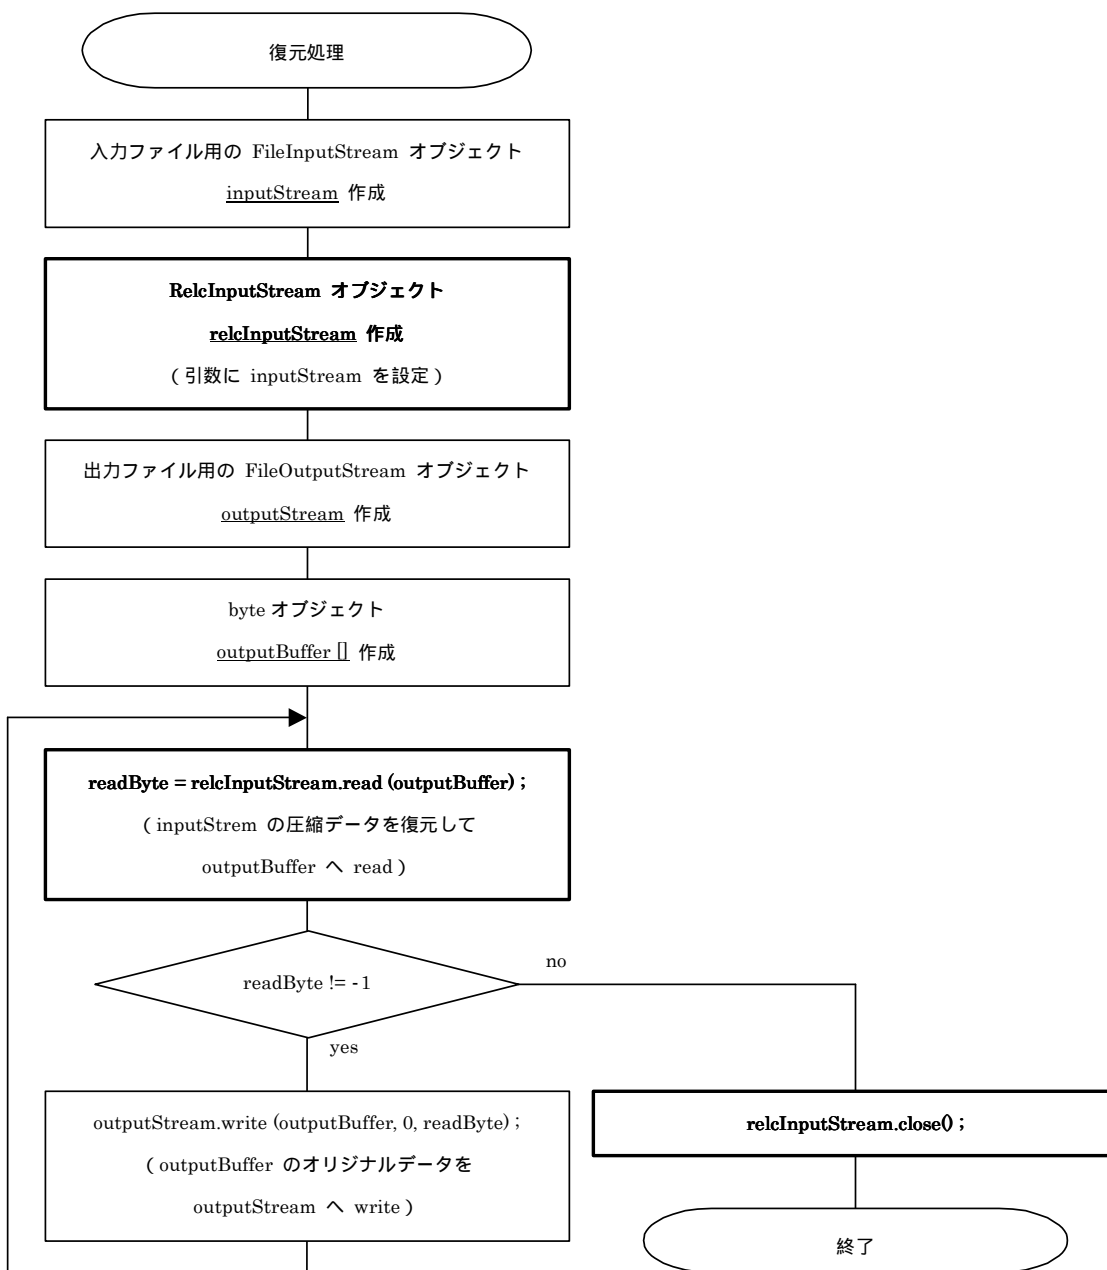 復元処理
入力ファイル用の FileInputStream オブジェクト
inputStream 作成
RelcInputStream オブジェクト
relcInputStream 作成
( 引数に inputStream を設定 )
出力ファイル用の FileOutputStream オブジェクト
outputStream 作成
byte オブジェクト
outputBuffer [] 作成
readByte = relcInputStream.read (outputBuffer) ;
( inputStrem の圧縮データを復元して
outputBuffer へ read )
readByte != -1
no
yes
outputStream.write (outputBuffer, 0, readByte) ;
( outputBuffer のオリジナルデータを
outputStream へ write )
relcInputStream.close() ;
終了